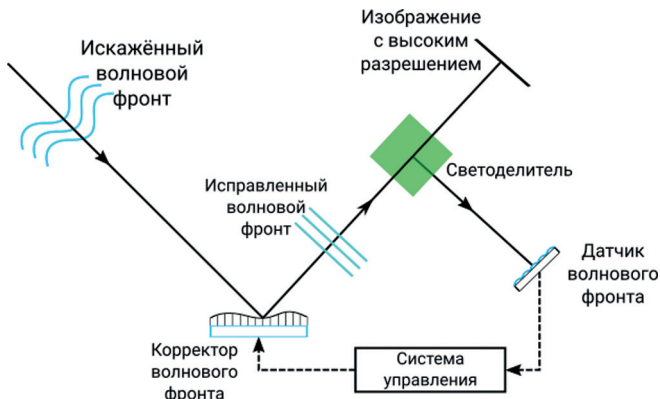 Искажённый
волновой
фронт
Изображение
с высоким
разрешением
Светоделитель
Исправленный
волновой
фронт
Датчик
волнового
фронта
Корректор
волнового
фронта
Система
управления